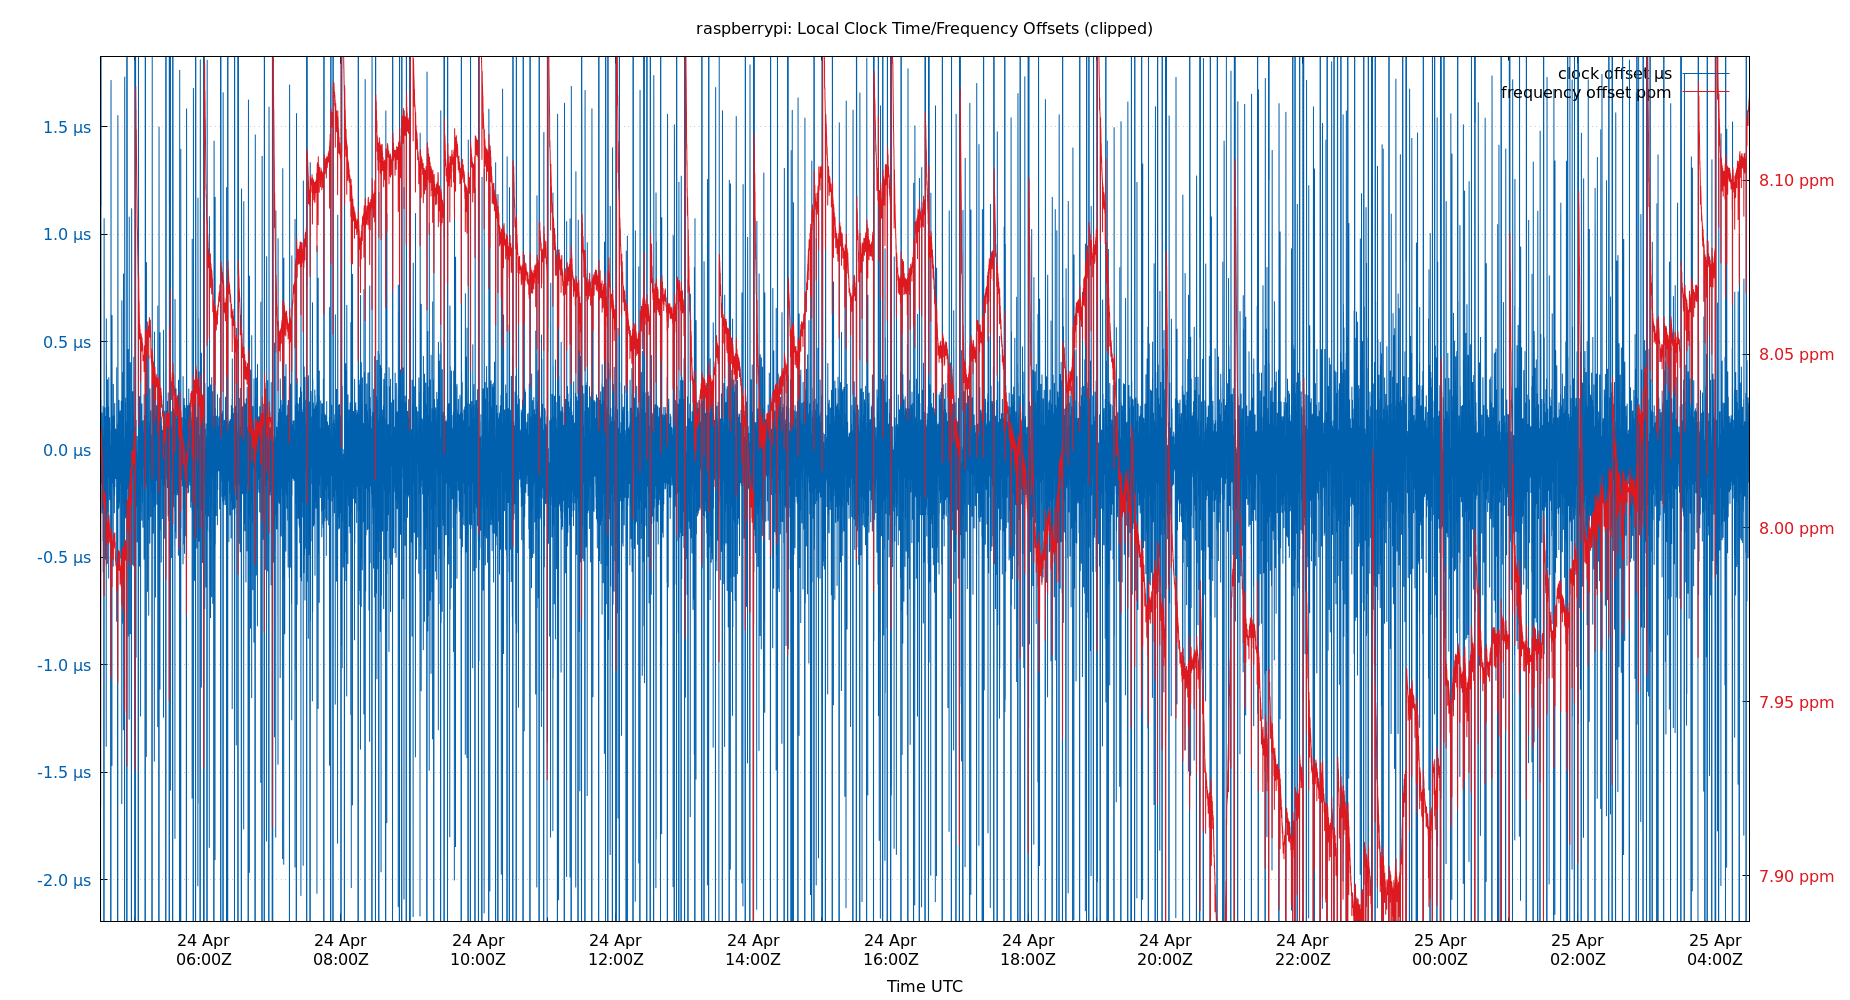 raspberrypi: Local Clock Time/Frequency Offsets (clipped)
clock offset µs
frequency offset ppm
1.5 µs
1.0 µs
0.5 µs
0.0 µs
-0.5 µs
-1.0 µs
-1.5 µs
-2.0 µs
8.10 ppm
8.05 ppm
8.00 ppm
7.95 ppm
7.90 ppm
24 Apr 24 Apr 24 Apr 24 Apr 24 Apr 24 Apr 24 Apr 24 Apr 24 Apr 25 Apr 25 Apr 25 Apr
06:00Z 08:00Z 10:00Z 12:00Z 14:00Z 16:00Z 18:00Z 20:00Z 22:00Z 00:00Z 02:00Z 04:00Z
Time UTC